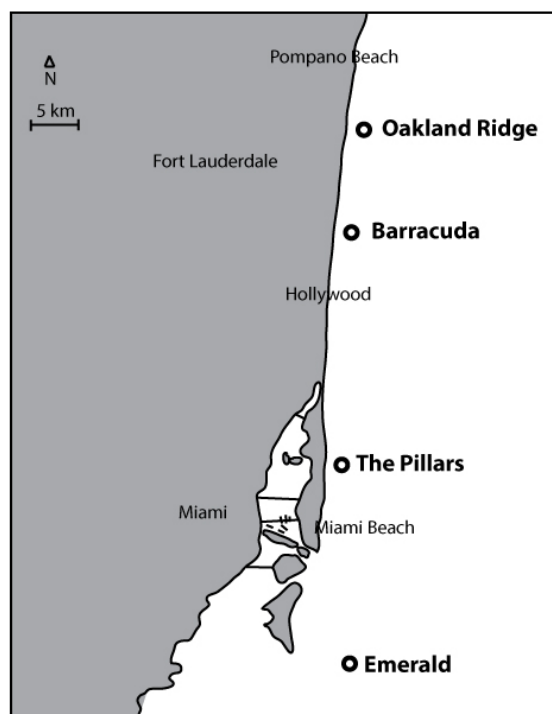 Pompano Beach
N
5 km
Oakland Ridge
Fort Lauderdale
Barracuda
Hollywood
The Pillars
Miami
Miami Beach
Emerald